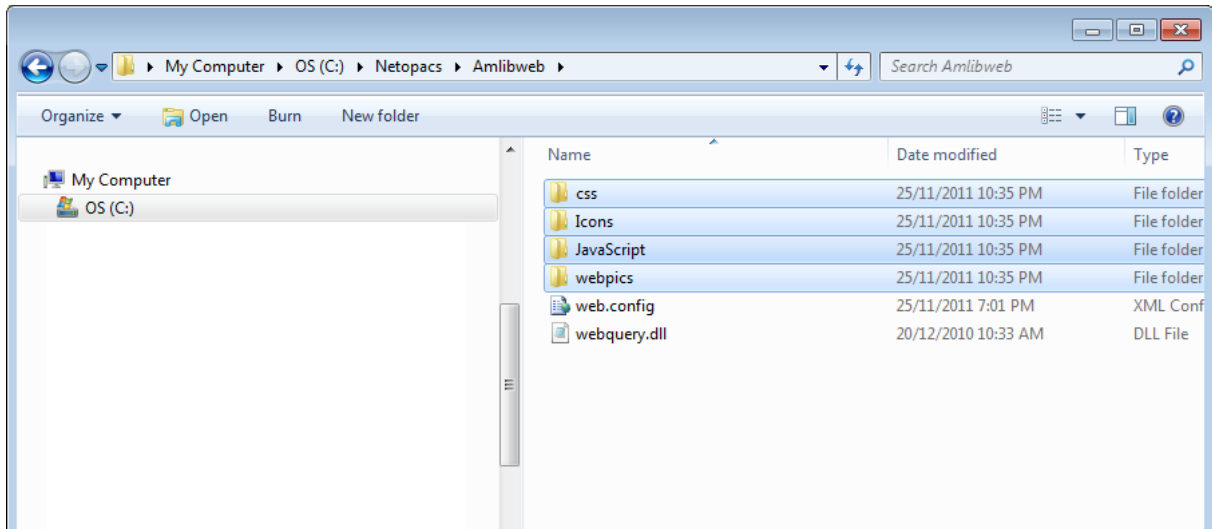 My Computer OS (C:) Netopacs Amlibweb Search Amlibweb
Organize Open Burn New folder
Name Date modified Type
My Computer
OS (C:)
css 25/11/2011 10:35 PM File folder
Icons 25/11/2011 10:35 PM File folder
JavaScript 25/11/2011 10:35 PM File folder
webpics 25/11/2011 10:35 PM File folder
web.config 25/11/2011 7:01 PM XML Conf
webquery.dll 20/12/2010 10:33 AM DLL File